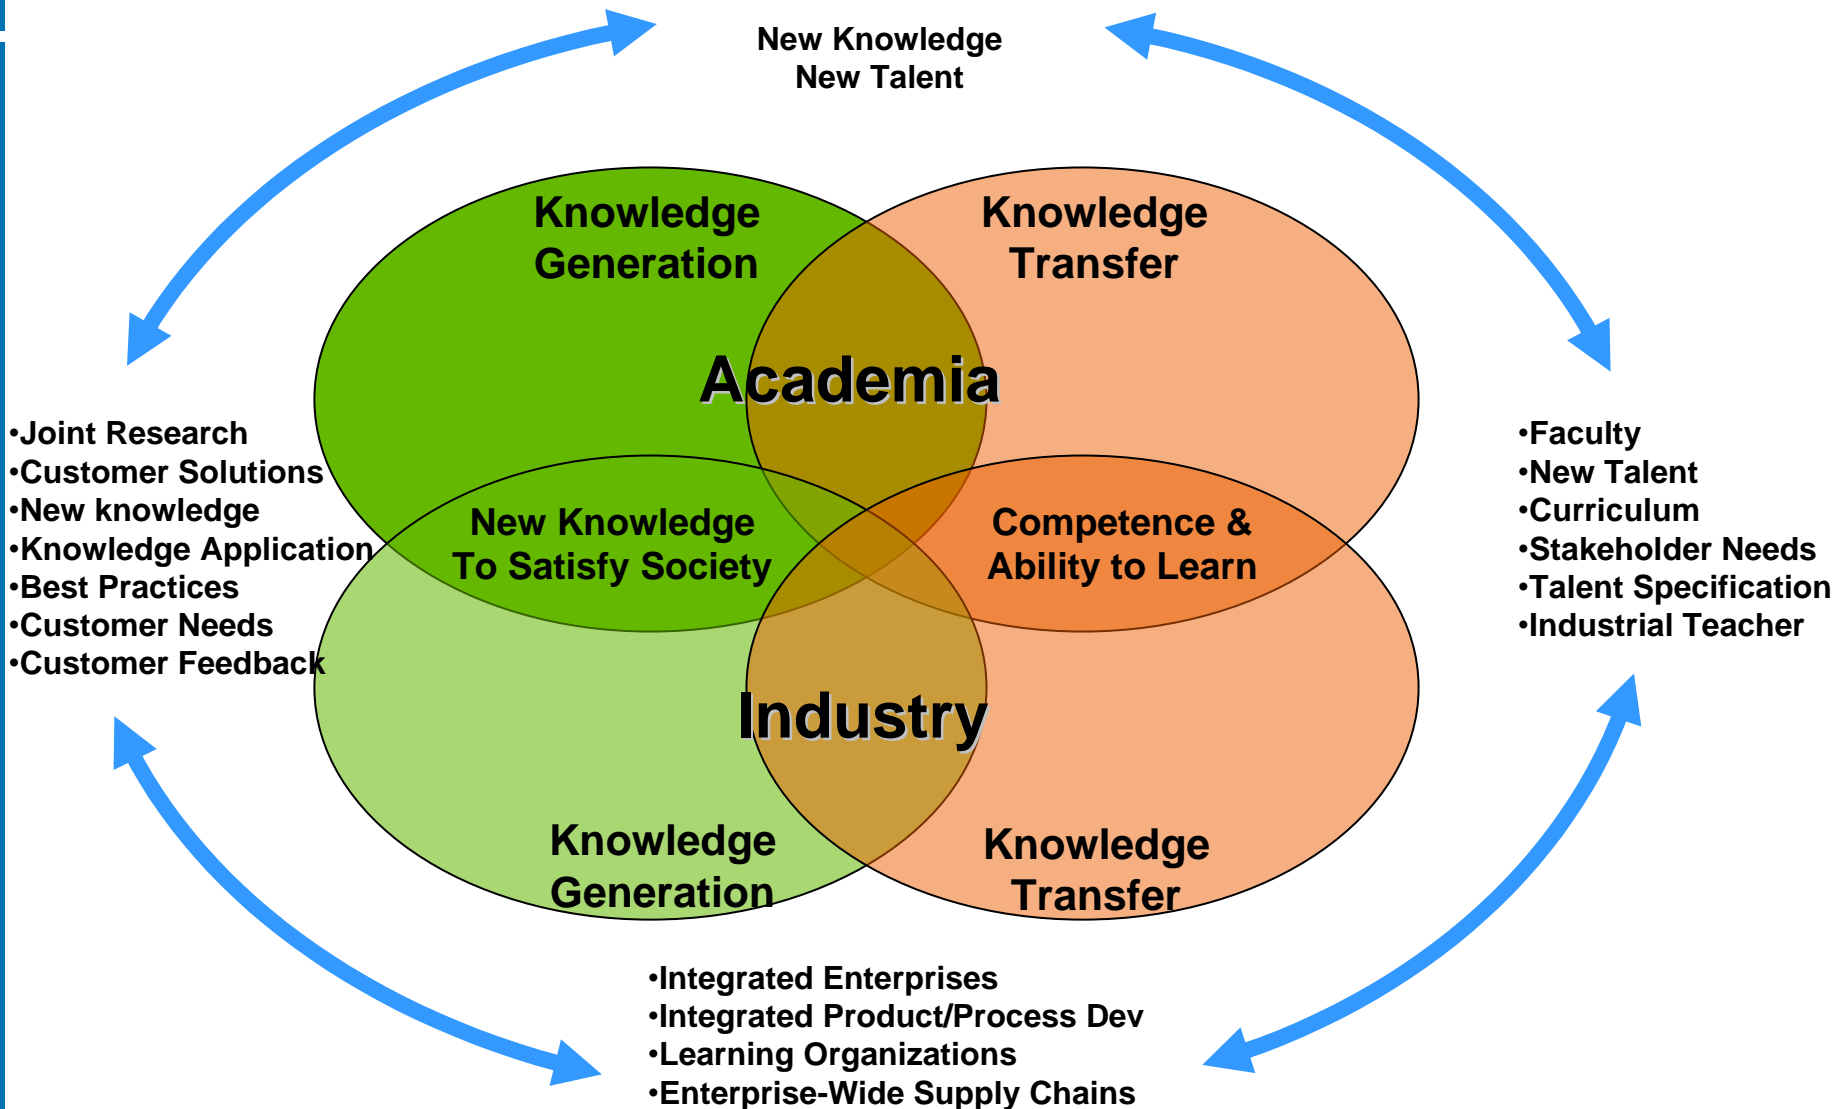 New Knowledge
New Talent
Knowledge
Generation
Knowledge
Transfer
Academia
•Joint Research
•Customer Solutions
•New knowledge
•Knowledge Application
•Best Practices
•Customer Needs
•Customer Feedback
New Knowledge
To Satisfy Society
Competence &
Ability to Learn
•Faculty
•New Talent
•Curriculum
•Stakeholder Needs
•Talent Specification
•Industrial Teacher
Industry
Knowledge
Generation
Knowledge
Transfer
•Integrated Enterprises
•Integrated Product/Process Dev
•Learning Organizations
•Enterprise-Wide Supply Chains